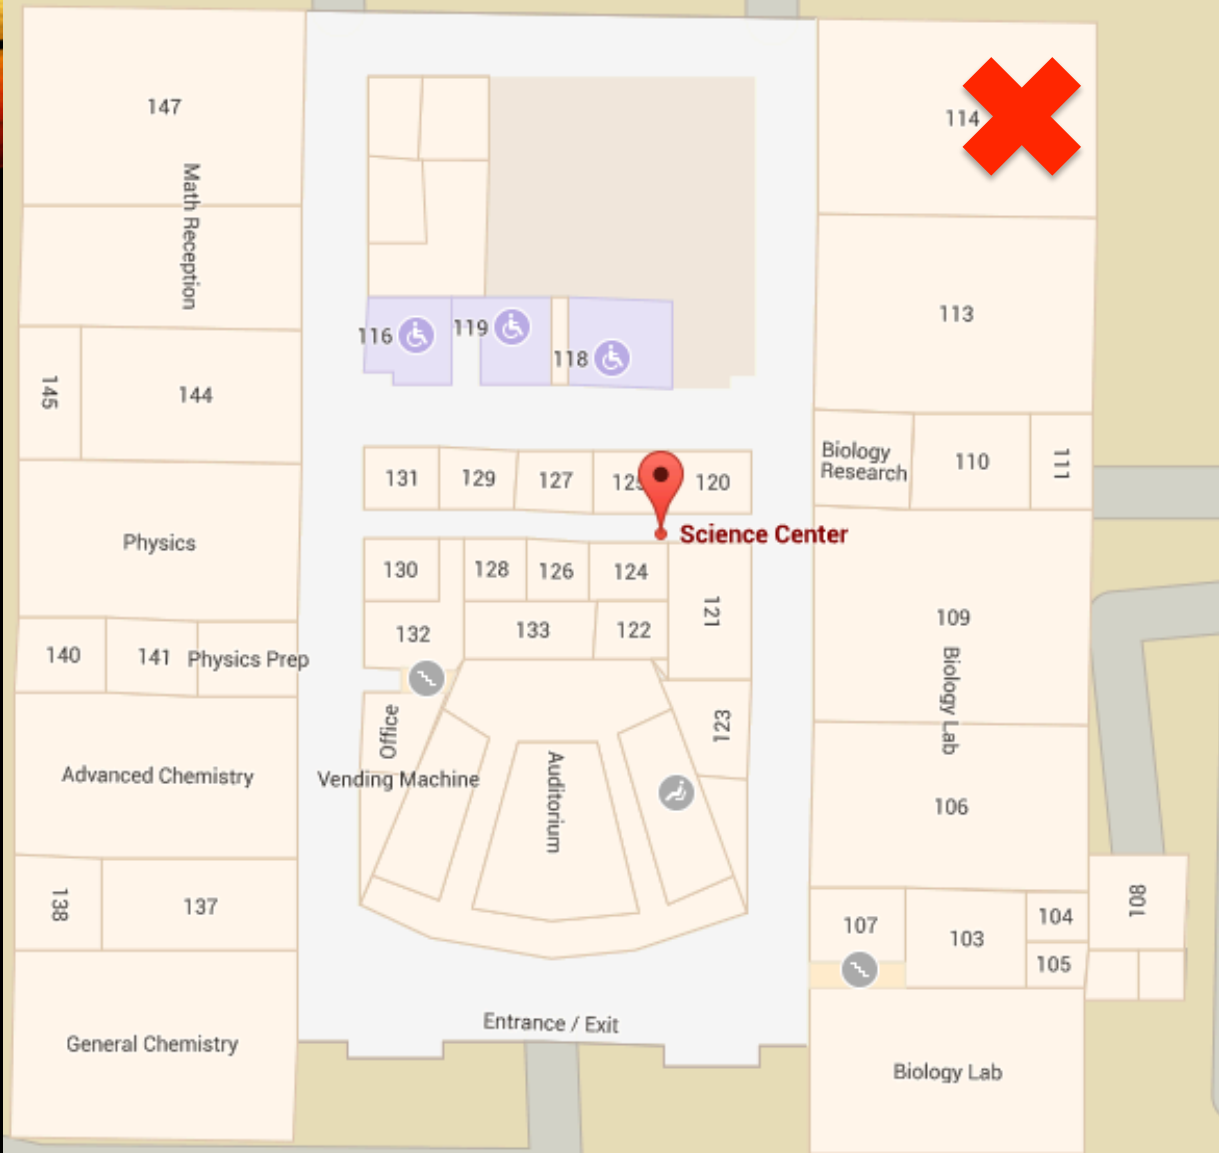 147
Math Reception
114
116
119
118
113
145
144
131
129
127
125
120
Biology
Research
110
111
Science Center
Physics
130
128
126
124
121
109
132
133
122
140
141
Physics Prep
Biology Lab
Office
123
Advanced Chemistry
Vending Machine
Auditorium
106
138
137
107
103
104
105
108
Entrance / Exit
General Chemistry
Biology Lab